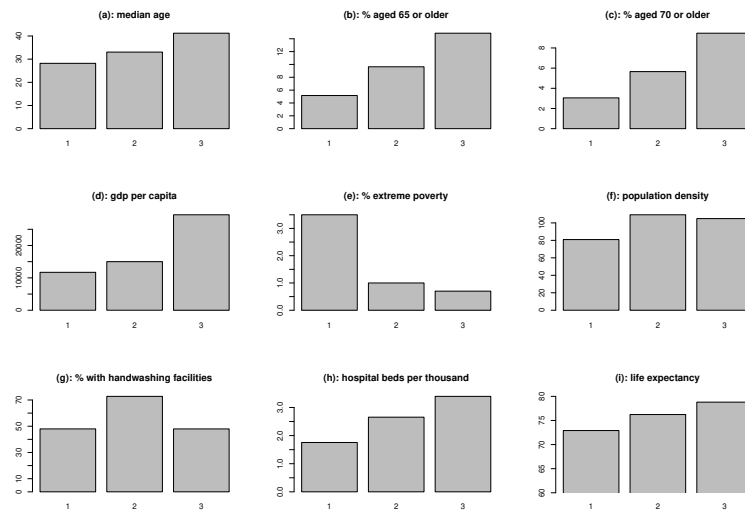 (a): median age
0 10 20 30 40
1 2 3
(b): % aged 65 or older
0 2 4 6 8 12
1 2 3
(c): % aged 70 or older
0 2 4 6 8
1 2 3
(d): gdp per capita
0 10000 20000
1 2 3
(e): % extreme poverty
0.0 1.0 2.0 3.0
1 2 3
(f): population density
0 20 40 60 80 100
1 2 3
(g): % with handwashing facilities
0 10 30 50 70
1 2 3
(h): hospital beds per thousand
0.0 1.0 2.0 3.0
1 2 3
(i): life expectancy
60 65 70 75 80
1 2 3